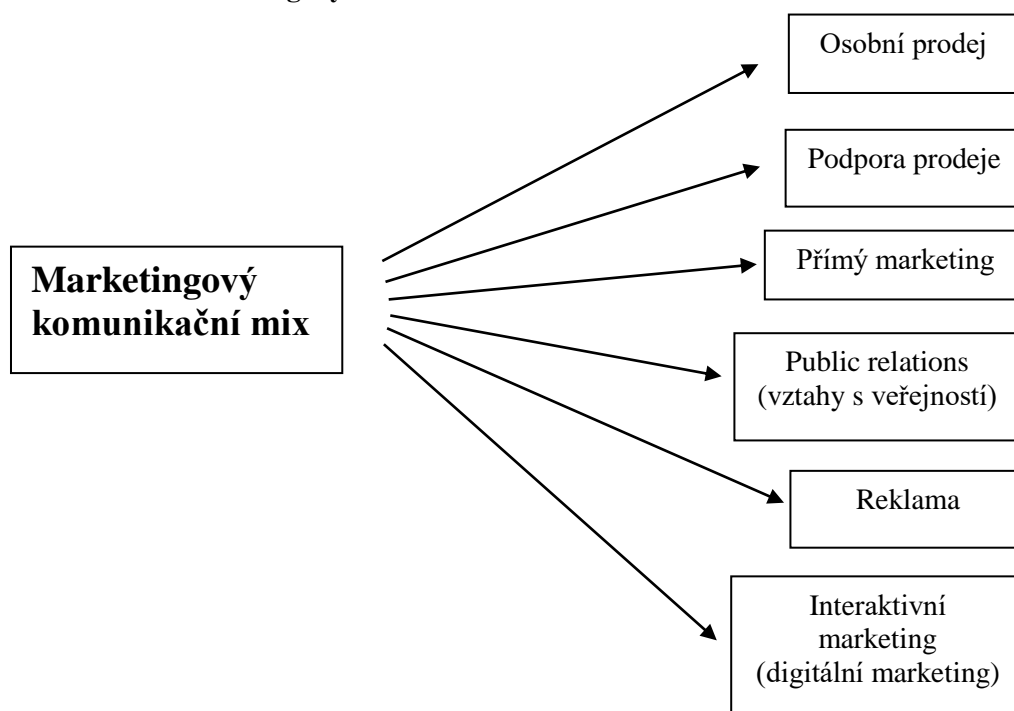 Osobní prodej
Podpora prodeje
Marketingový
komunikační mix
Přímý marketing
Public relations
(vztahy s veřejností)
Reklama
Interaktivní
marketing
(digitální marketing)